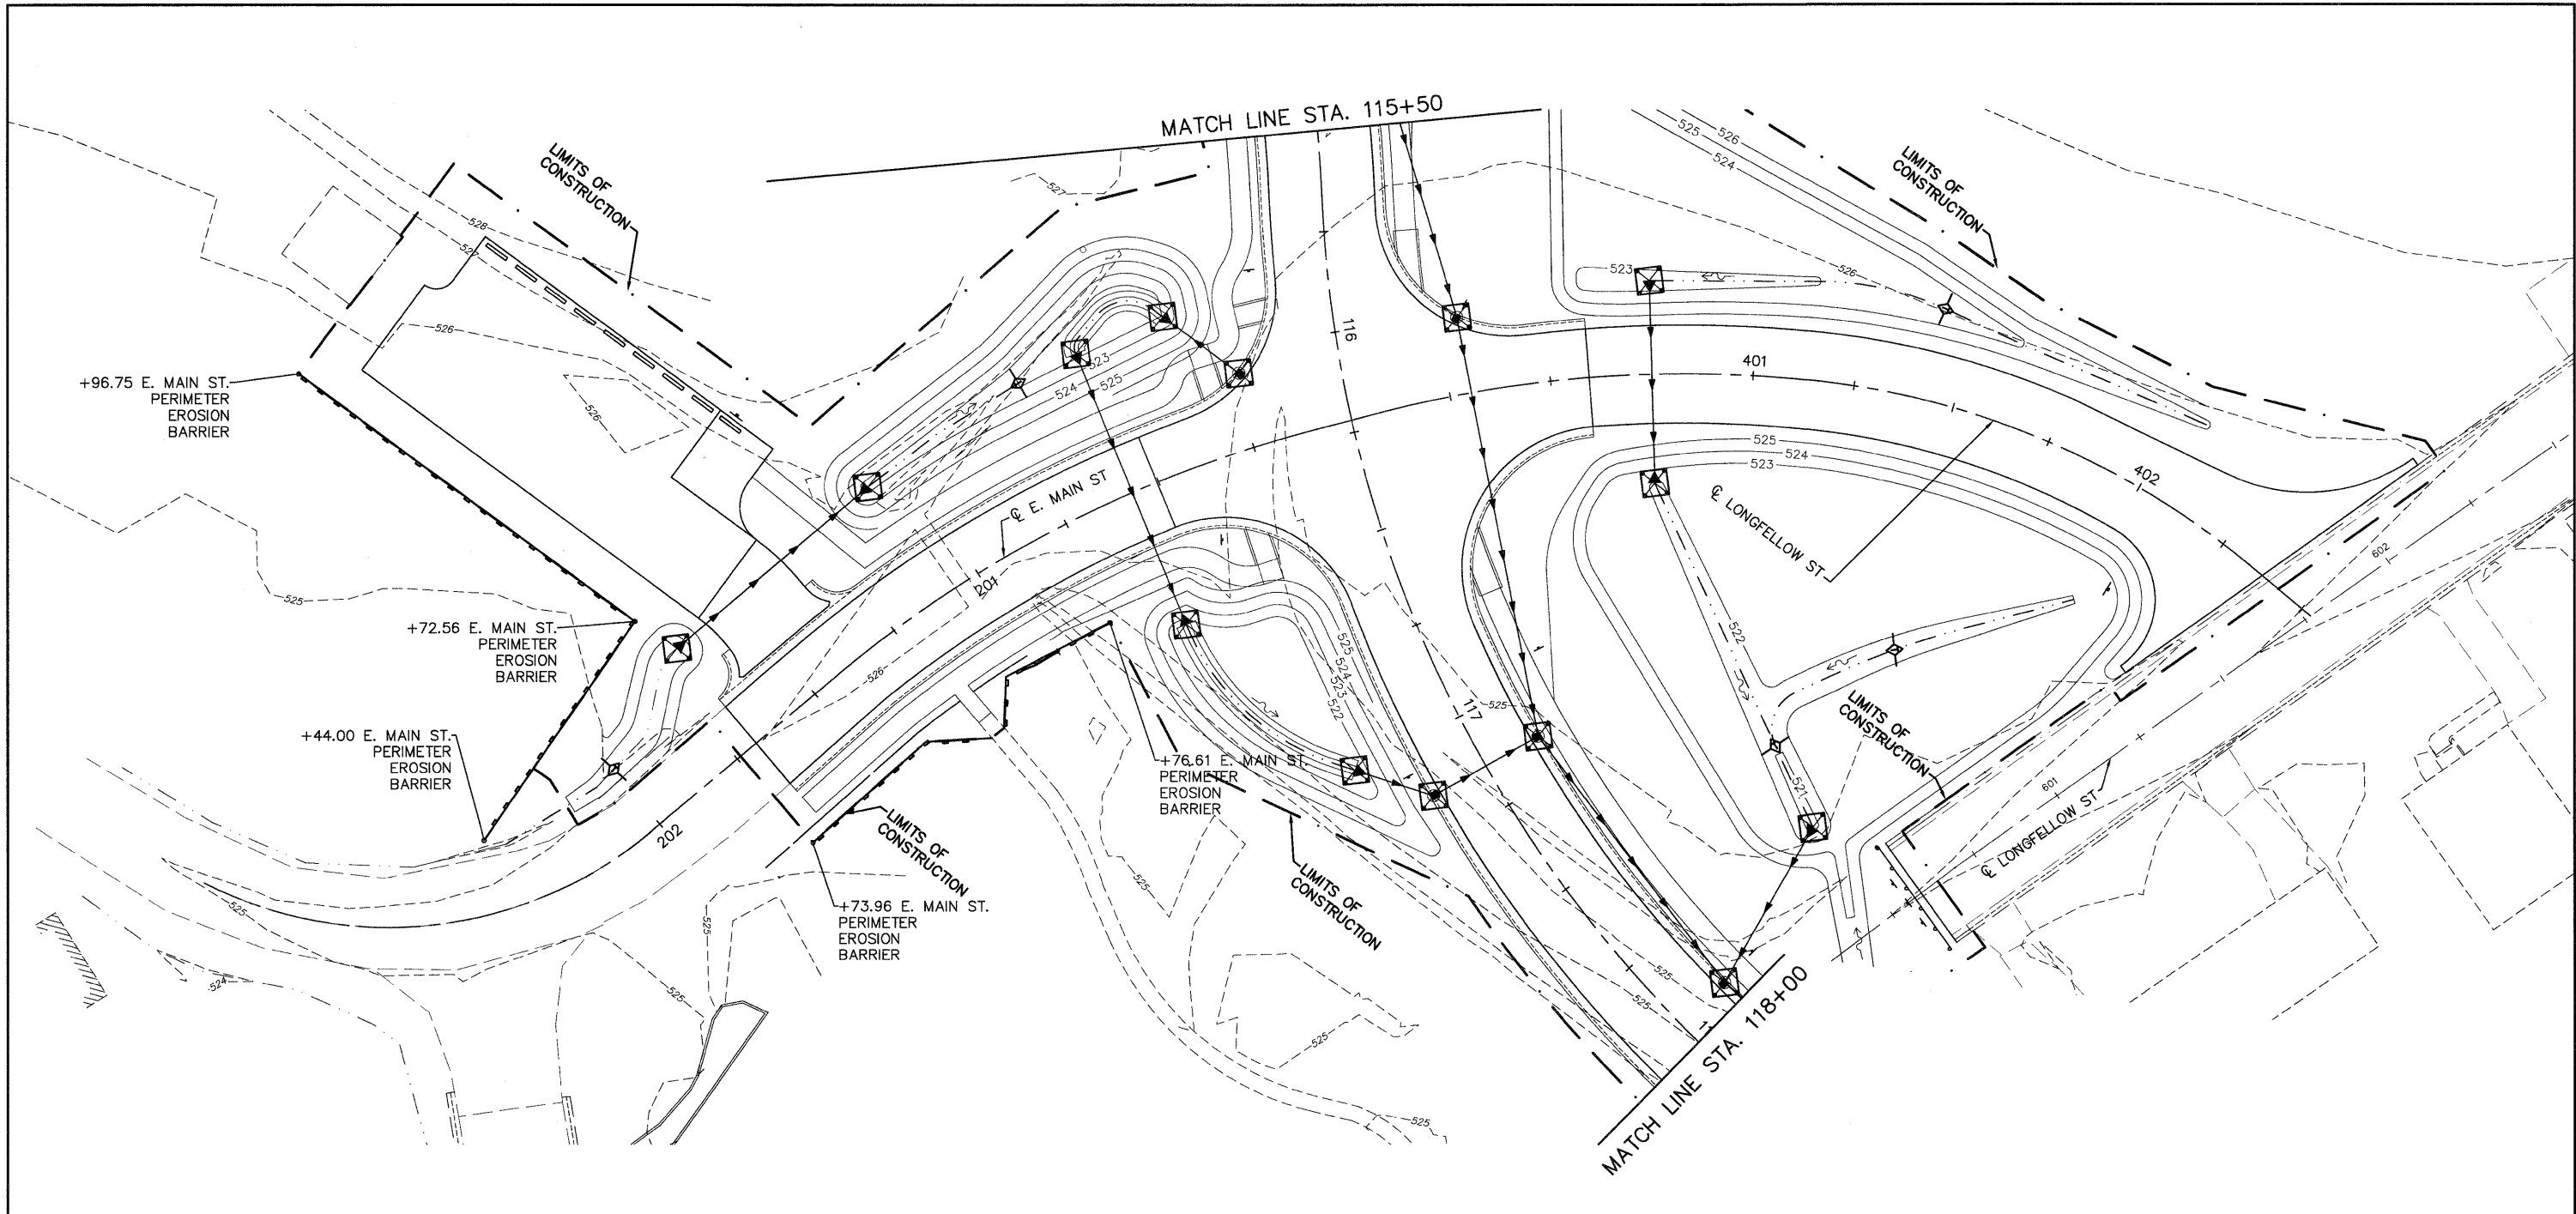 MATCH LINE STA. 115+50
LIMITS OF
CONSTRUCTION
LIMITS OF
CONSTRUCTION
525
526
524
527
528
527
526
526
526
523
523
524
525
116
401
402
+96.75 E. MAIN ST.
PERIMETER
EROSION
BARRIER
℄ E. MAIN ST
℄ LONGFELLOW ST
525
524
523
201
602
525
+72.56 E. MAIN ST.
PERIMETER
EROSION
BARRIER
522
526
525
524
523
522
117
525
+44.00 E. MAIN ST.
PERIMETER
EROSION
BARRIER
LIMITS OF
CONSTRUCTION
+76.61 E. MAIN ST.
PERIMETER
EROSION
BARRIER
521
601
℄ LONGFELLOW ST
202
LIMITS OF
CONSTRUCTION
LIMITS OF
CONSTRUCTION
+73.96 E. MAIN ST.
PERIMETER
EROSION
BARRIER
525
525
525
524
525
525
525
525
525
MATCH LINE STA. 118+00